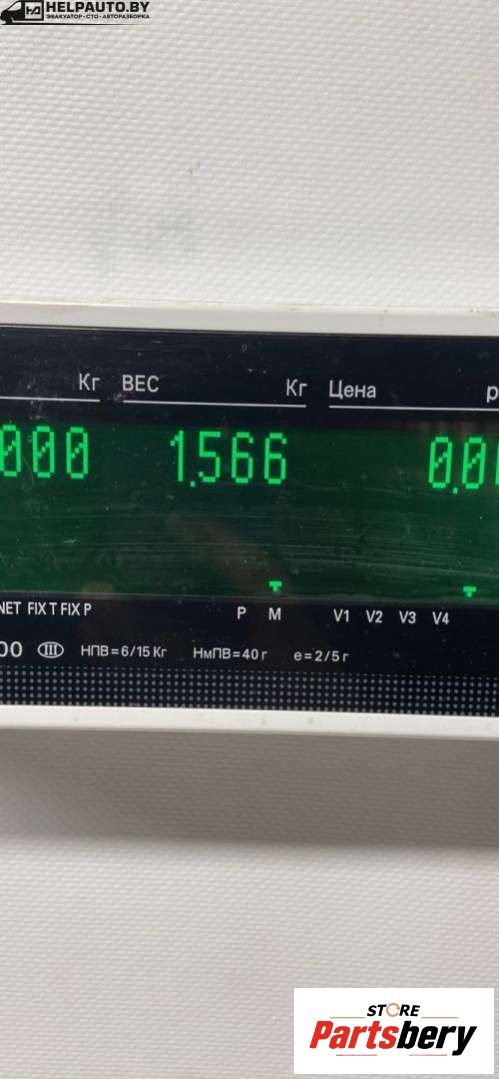 HELPAUTO.BY
ЭВАКУАТОР-СТО-АВТОРАЗБОРКА
Кг ВЕС Кг Цена р
000 1.566 0.0
NET FIX T FIX P P M V1 V2 V3 V4
00 III НПВ=6/15 Кг НмПВ=40 г e=2/5 г
STORE
Partsbery